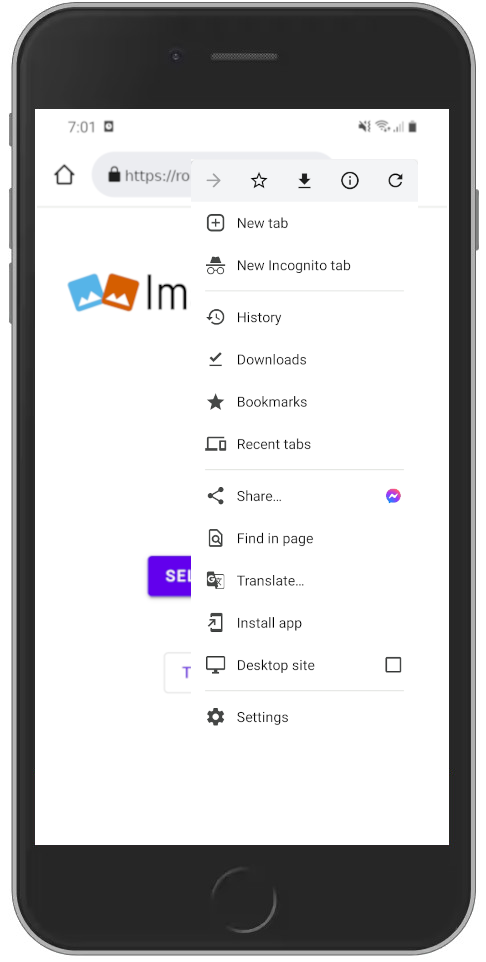 7:01
https://ro
Im
New tab
New Incognito tab
History
Downloads
Bookmarks
Recent tabs
Share...
Find in page
SEL
Translate...
Install app
Desktop site
T
Settings